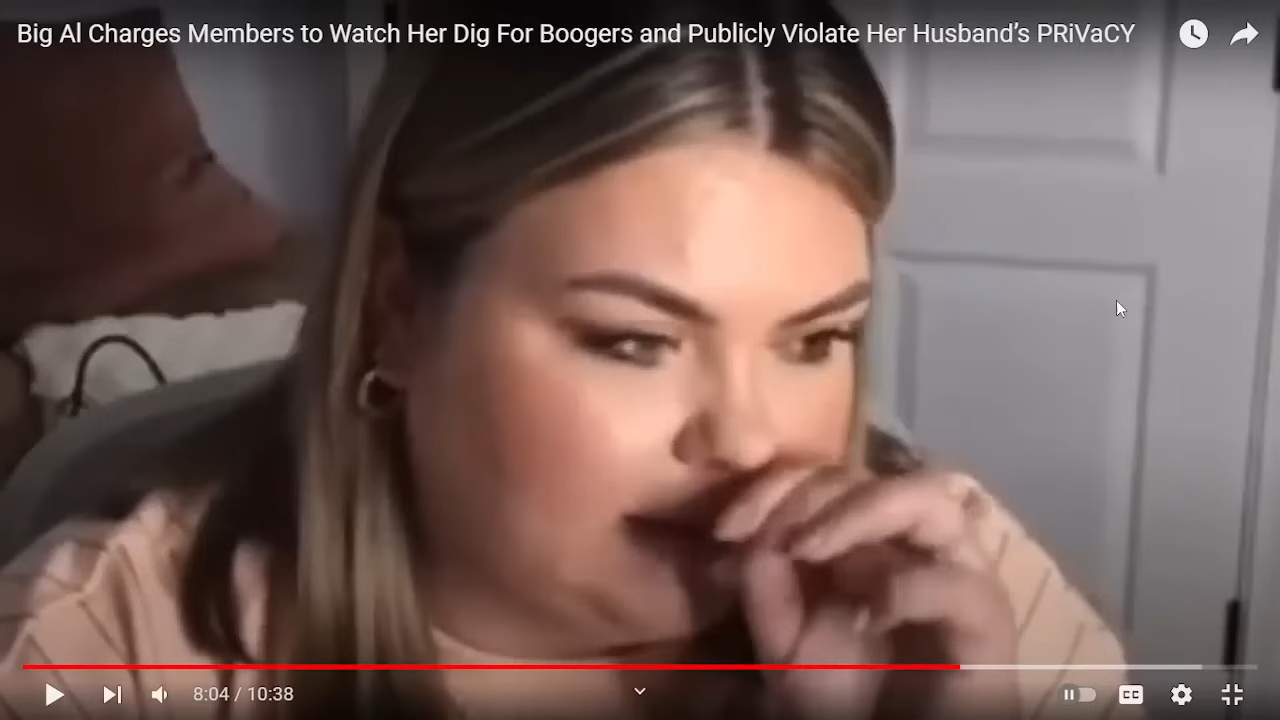 Big Al Charges Members to Watch Her Dig For Boogers and Publicly Violate Her Husband’s PRiVaCY
8:04 / 10:38
CC